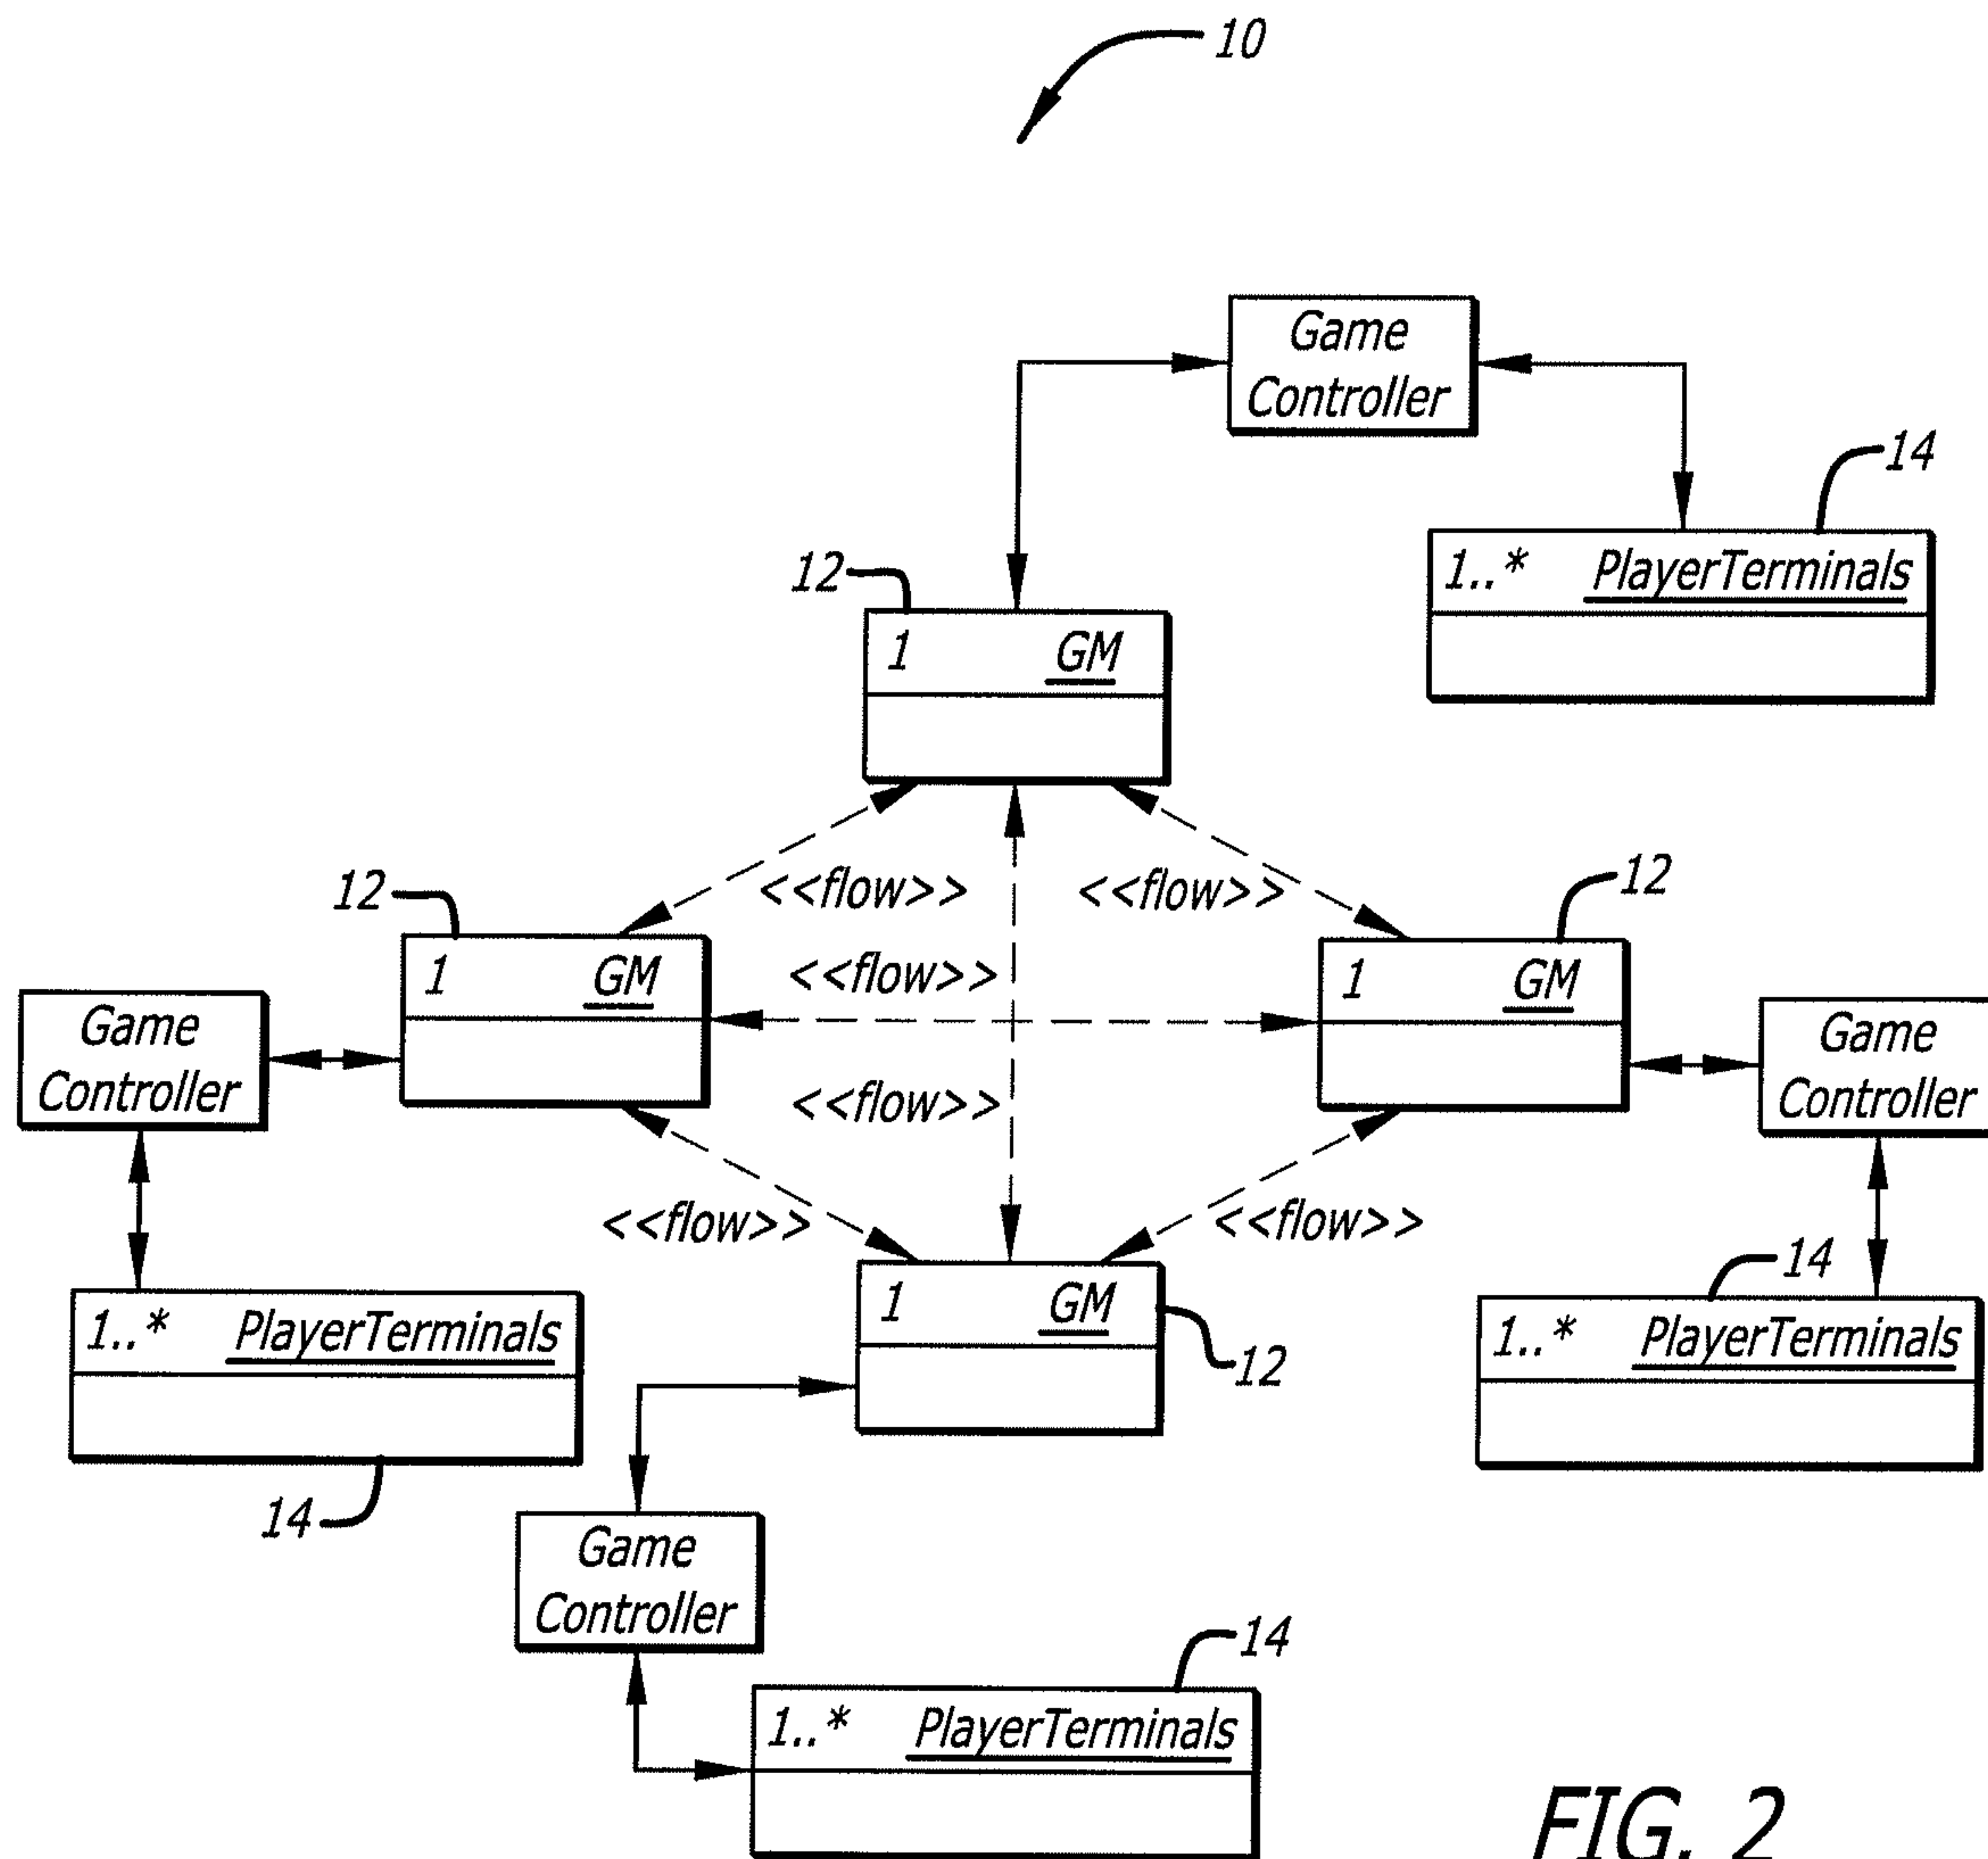 10
Game
Controller
14
1..* PlayerTerminals
12
1 GM
<<flow>> <<flow>>
12
12
1 GM
<<flow>>
1 GM
Game
Controller
Game
Controller
<<flow>>
<<flow>> <<flow>>
14
1 GM
12
1..* PlayerTerminals
1..* PlayerTerminals
14
Game
Controller
14
1..* PlayerTerminals
FIG. 2